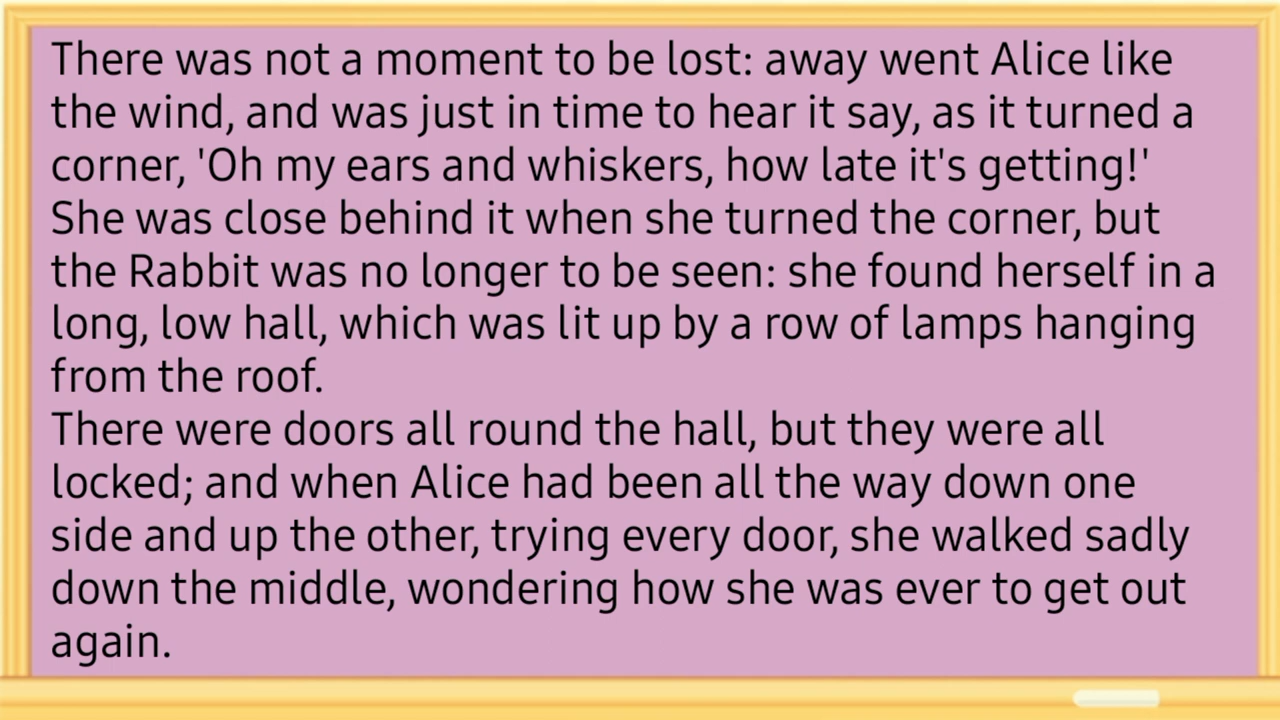 There was not a moment to be lost: away went Alice like
the wind, and was just in time to hear it say, as it turned a
corner, 'Oh my ears and whiskers, how late it's getting!'
She was close behind it when she turned the corner, but
the Rabbit was no longer to be seen: she found herself in a
long, low hall, which was lit up by a row of lamps hanging
from the roof.
There were doors all round the hall, but they were all
locked; and when Alice had been all the way down one
side and up the other, trying every door, she walked sadly
down the middle, wondering how she was ever to get out
again.